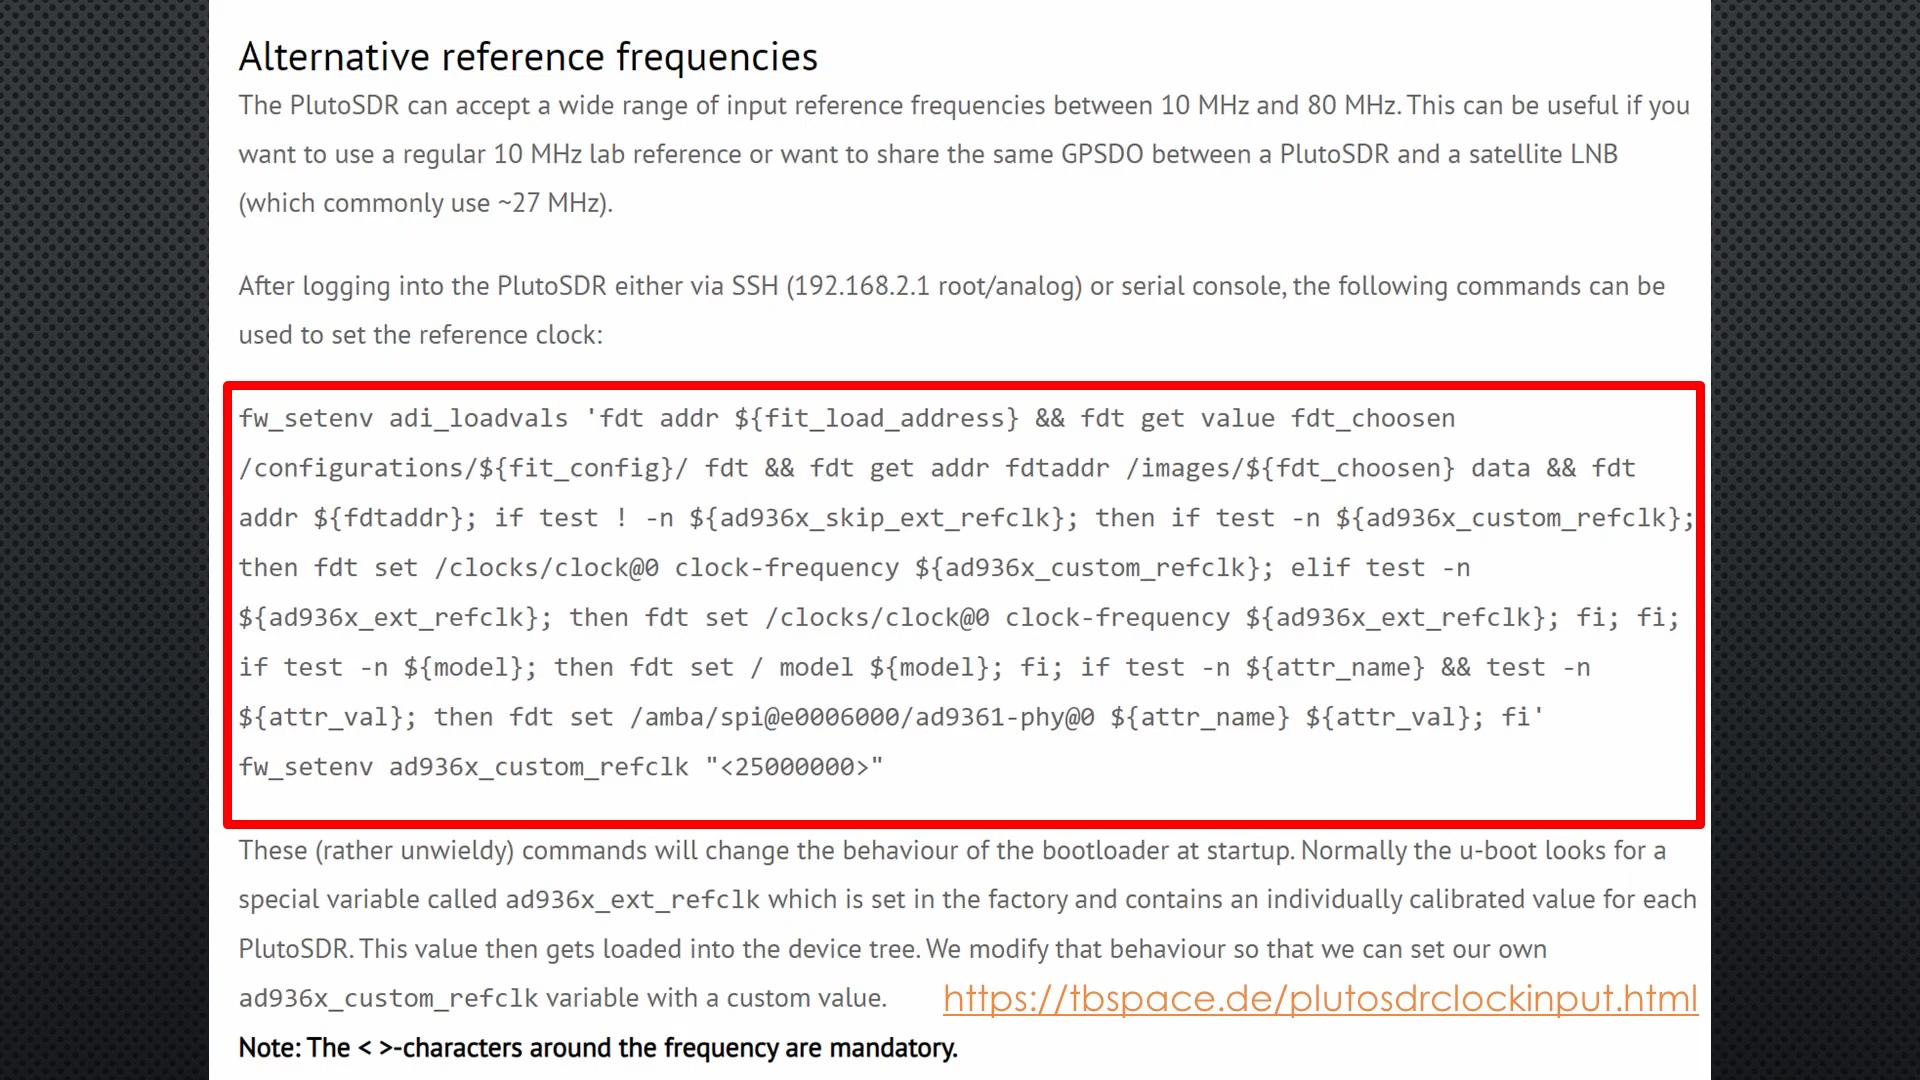 Alternative reference frequencies
The PlutoSDR can accept a wide range of input reference frequencies between 10 MHz and 80 MHz. This can be useful if you
want to use a regular 10 MHz lab reference or want to share the same GPSDO between a PlutoSDR and a satellite LNB
(which commonly use ~27 MHz).
After logging into the PlutoSDR either via SSH (192.168.2.1 root/analog) or serial console, the following commands can be
used to set the reference clock:
fw_setenv adi_loadvals 'fdt addr ${fit_load_address} && fdt get value fdt_choosen
/configurations/${fit_config}/ fdt && fdt get addr fdtaddr /images/${fdt_choosen} data && fdt
addr ${fdtaddr}; if test ! -n ${ad936x_skip_ext_refclk}; then if test -n ${ad936x_custom_refclk};
then fdt set /clocks/clock@0 clock-frequency ${ad936x_custom_refclk}; elif test -n
${ad936x_ext_refclk}; then fdt set /clocks/clock@0 clock-frequency ${ad936x_ext_refclk}; fi; fi;
if test -n ${model}; then fdt set / model ${model}; fi; if test -n ${attr_name} && test -n
${attr_val}; then fdt set /amba/spi@e0006000/ad9361-phy@0 ${attr_name} ${attr_val}; fi'
fw_setenv ad936x_custom_refclk "<25000000>"
These (rather unwieldy) commands will change the behaviour of the bootloader at startup. Normally the u-boot looks for a
special variable called ad936x_ext_refclk which is set in the factory and contains an individually calibrated value for each
PlutoSDR. This value then gets loaded into the device tree. We modify that behaviour so that we can set our own
ad936x_custom_refclk variable with a custom value. https://tbspace.de/plutosdrclockinput.html
Note: The < >-characters around the frequency are mandatory.